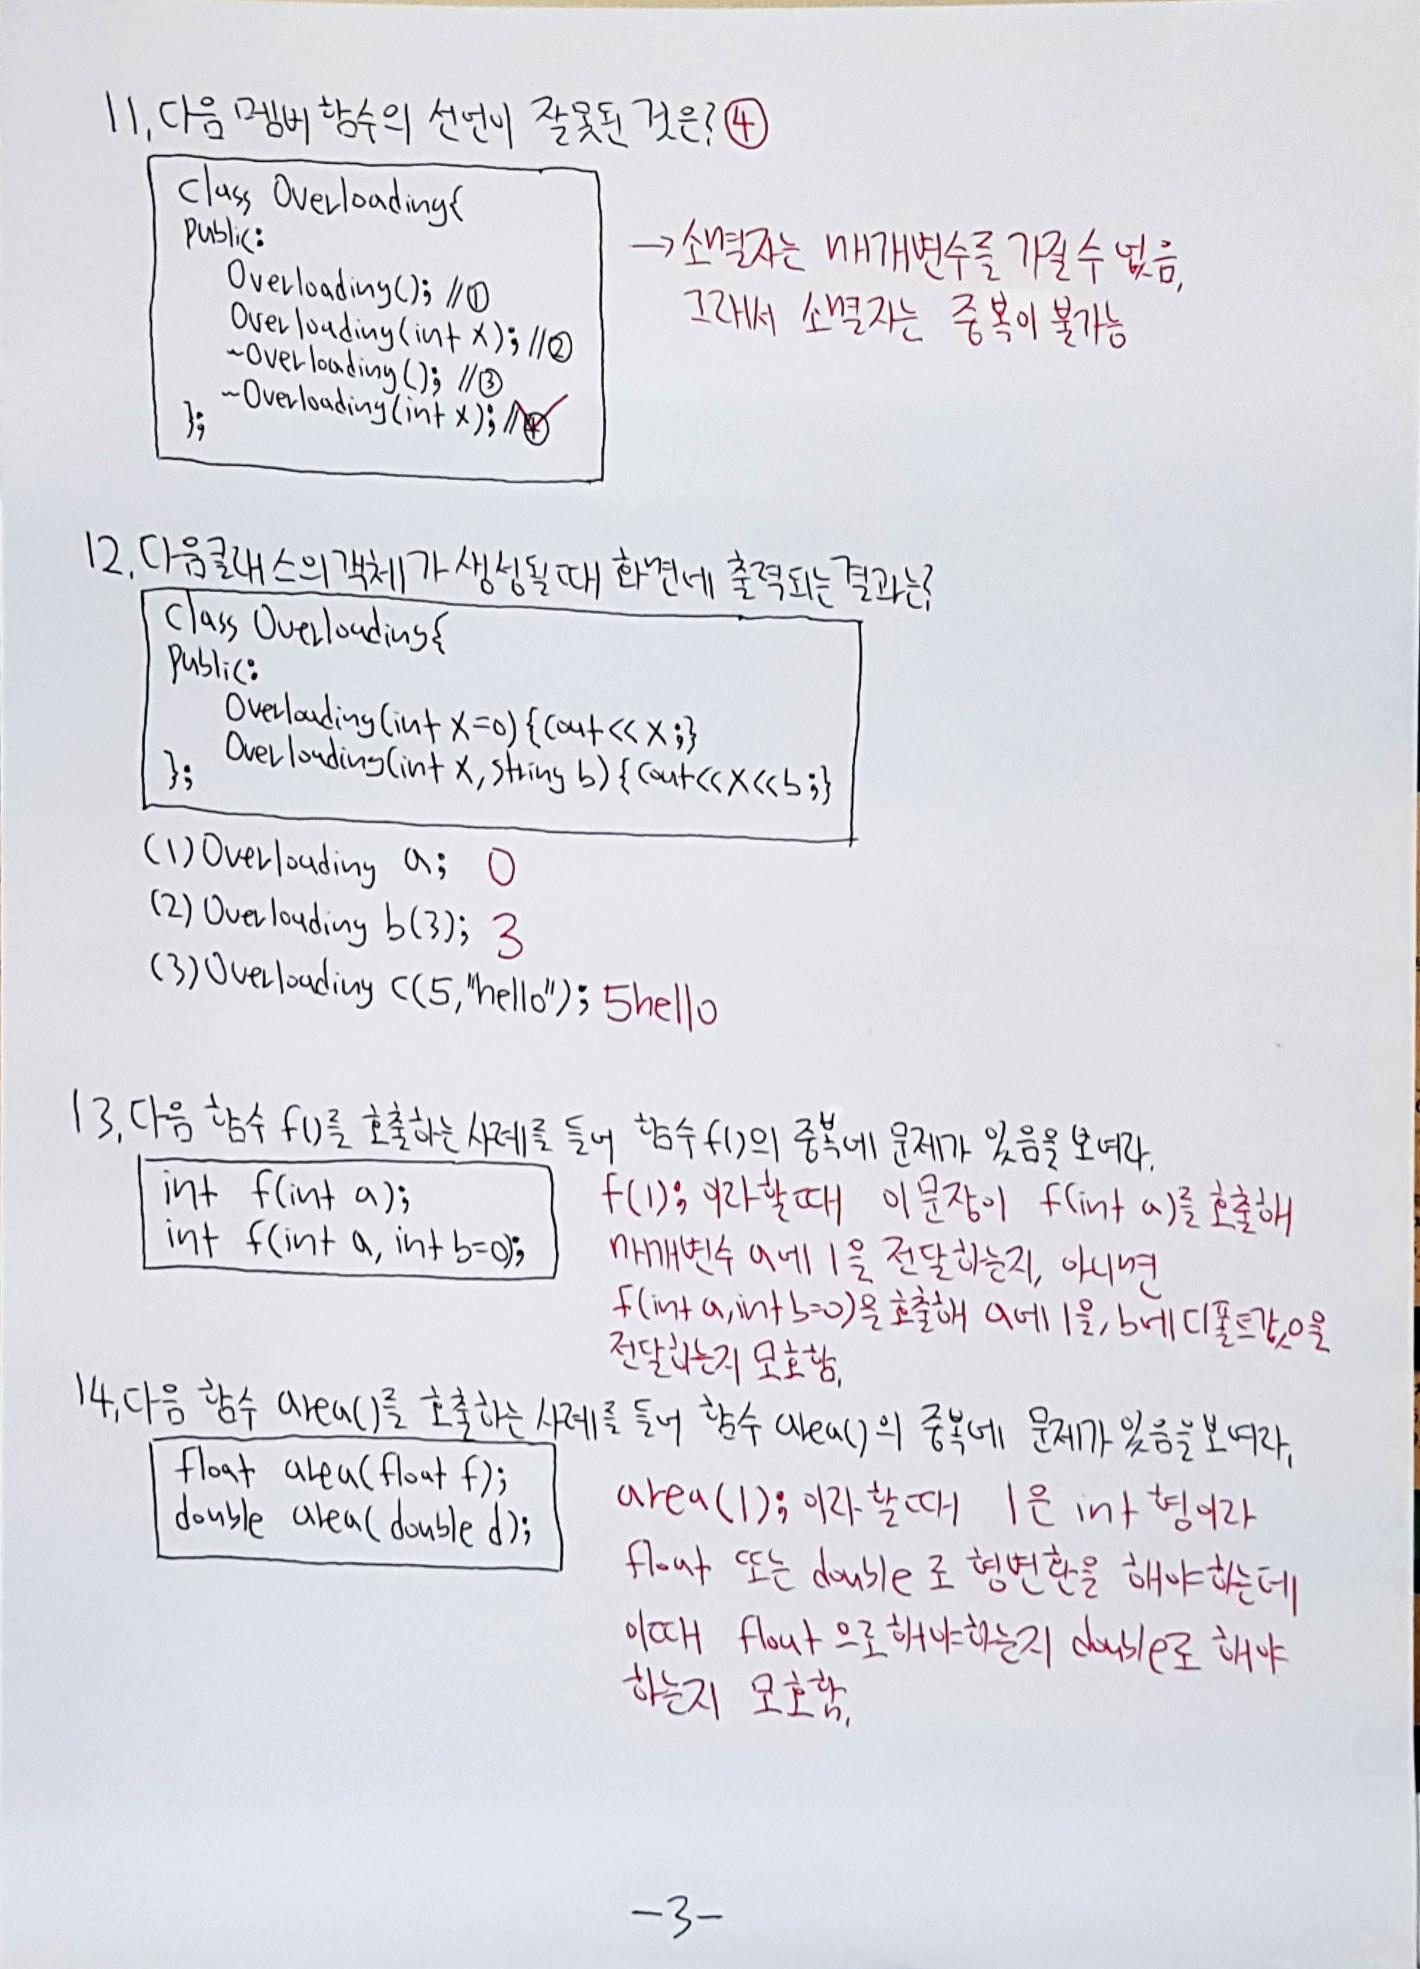 11. 다음 멤버 함수의 선언이 잘못된 것은? ④
class Overloading{
public:
Overloading(); //①
Overloading(int x); //②
~Overloading(); //③
~Overloading(int x); //④
};
→ 소멸자는 매개변수를 가질 수 없음.
그래서 소멸자는 중복이 불가능
12. 다음 클래스의 객체가 생성될 때 화면에 출력되는 결과는?
class Overloading{
public:
Overloading(int x=0) {cout<<x;}
Overloading(int x, string b) {cout<<x<<b;}
};
(1) Overloading a; 0
(2) Overloading b(3); 3
(3) Overloading c(5,"hello"); 5hello
13. 다음 함수 f()를 호출하는 사례를 들어 함수 f()의 중복에 문제가 있음을 보여라.
int f(int a);
int f(int a, int b=0);
f(1); 이라 할 때 이 문장이 f(int a)를 호출해
매개변수 a에 1을 전달하는지, 아니면
f(int a, int b=0)을 호출해 a에 1을, b에 디폴트값 0을
전달하는지 모호함.
14. 다음 함수 area()를 호출하는 사례를 들어 함수 area()의 중복에 문제가 있음을 보여라.
float area(float f);
double area(double d);
area(1); 이라 할 때 1은 int 형이라
float 또는 double로 형변환을 해야하는데
이때 float으로 해야하는지 double로 해야
하는지 모호함.
-3-